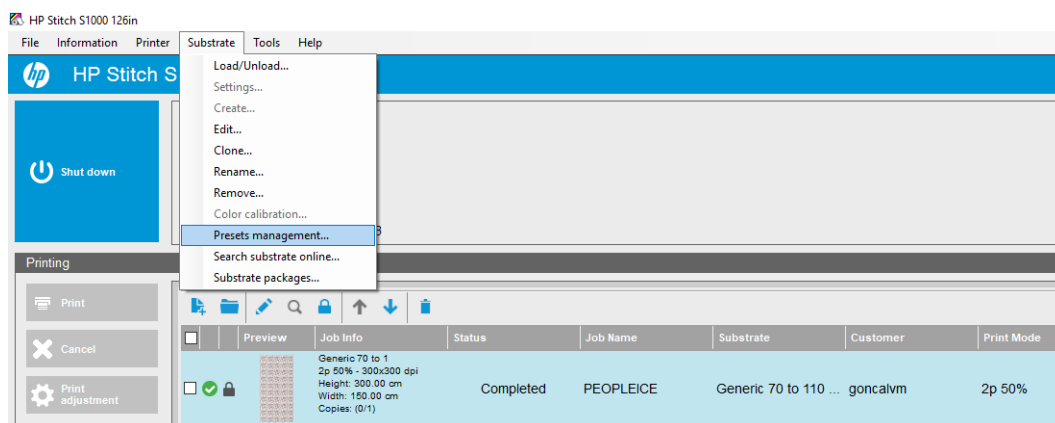 HP Stitch S1000 126in
File Information Printer Substrate Tools Help
hp HP Stitch S
Load/Unload...
Settings...
Create...
Edit...
Clone...
Rename...
Remove...
Color calibration...
Presets management...
Search substrate online...
Substrate packages...
Shut down
Printing
Print
Cancel
Print
adjustment
Preview Job Info Status Job Name Substrate Customer Print Mode
Generic 70 to 1
2p 50% - 300x300 dpi
Height: 300.00 cm
Width: 150.00 cm
Copies: (0/1)
Completed PEOPLEICE Generic 70 to 110 ... goncalvm 2p 50%